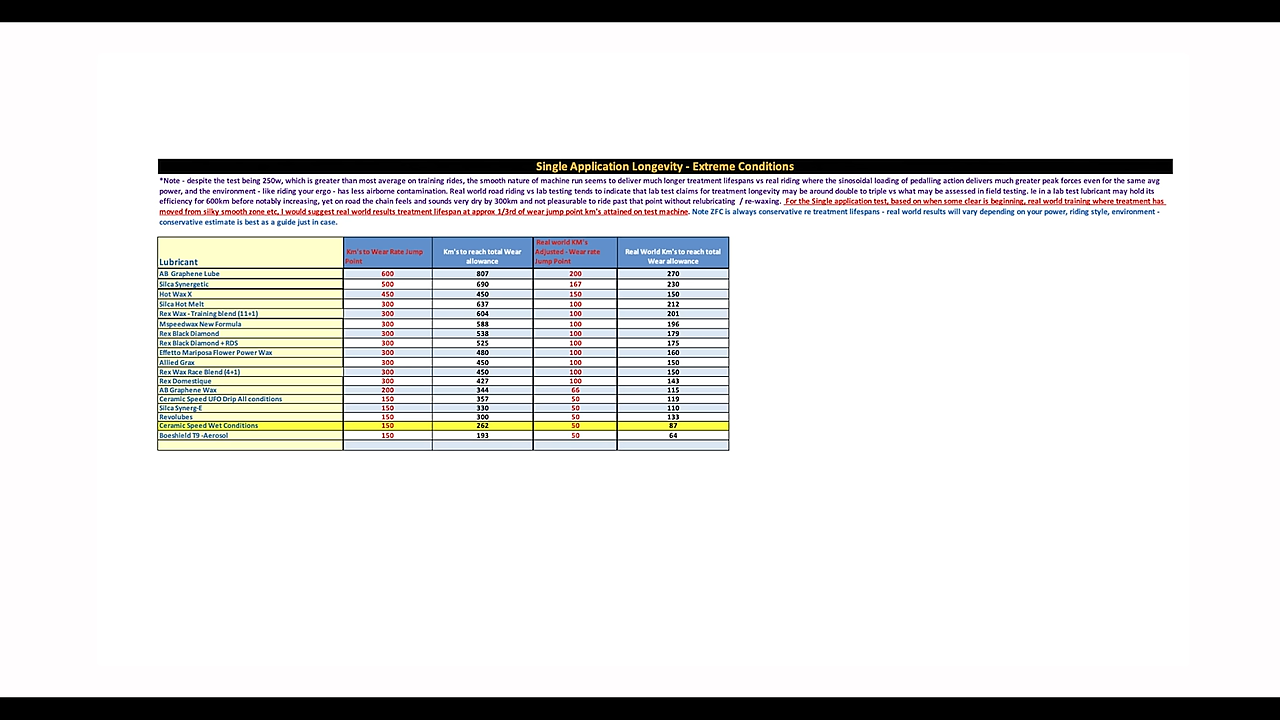 Single Application Longevity - Extreme Conditions
*Note - despite the test being 250w, which is greater than most average on training rides, the smooth nature of machine run seems to deliver much longer treatment lifespans vs real riding where the sinosoidal loading of pedalling action delivers much greater peak forces even for the same avg
power, and the environment - like riding your ergo - has less airborne contamination. Real world road riding vs lab testing tends to indicate that lab test claims for treatment longevity may be around double to triple vs what may be assessed in field testing. Ie in a lab test lubricant may hold its
efficiency for 600km before notably increasing, yet on road the chain feels and sounds very dry by 300km and not pleasurable to ride past that point without relubricating / re-waxing. For the Single application test, based on when some clear is beginning, real world training where treatment has
moved from silky smooth zone etc, I would suggest real world results treatment lifespan at approx 1/3rd of wear jump point km's attained on test machine. Note ZFC is always conservative re treatment lifespans - real world results will vary depending on your power, riding style, environment -
conservative estimate is best as a guide just in case.
Lubricant Km's to Wear Rate Jump Point Km's to reach total Wear allowance Real world KM's Adjusted - Wear rate Jump Point Real World Km's to reach total Wear allowance
AB Graphene Lube 600 807 200 270
Silca Synergetic 500 690 167 230
Hot Wax X 450 450 150 150
Silca Hot Melt 300 637 100 212
Rex Wax - Training blend (11+1) 300 604 100 201
Mspeedwax New Formula 300 588 100 196
Rex Black Diamond 300 538 100 179
Rex Black Diamond + RDS 300 525 100 175
Effetto Mariposa Flower Power Wax 300 480 100 160
Allied Grax 300 450 100 150
Rex Wax Race Blend (4+1) 300 450 100 150
Rex Domestique 300 427 100 143
AB Graphene Wax 200 344 66 115
Ceramic Speed UFO Drip All conditions 150 357 50 119
Silca Synerg-E 150 330 50 110
Revolubes 150 300 50 133
Ceramic Speed Wet Conditions 150 262 50 87
Boeshield T9 -Aerosol 150 193 50 64